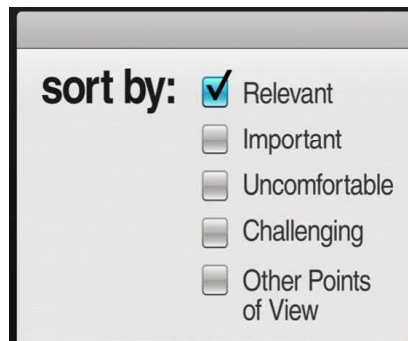 sort by: Relevant
Important
Uncomfortable
Challenging
Other Points
of View